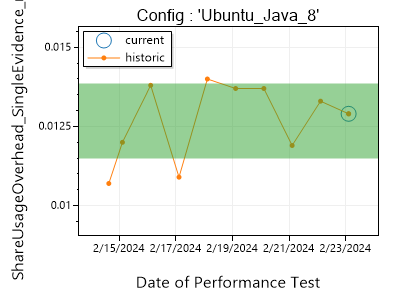 Config : 'Ubuntu_Java_8'
current
historic
ShareUsageOverhead_SingleEvidence_
0.015
0.0125
0.01
2/15/2024
2/17/2024
2/19/2024
2/21/2024
2/23/2024
Date of Performance Test